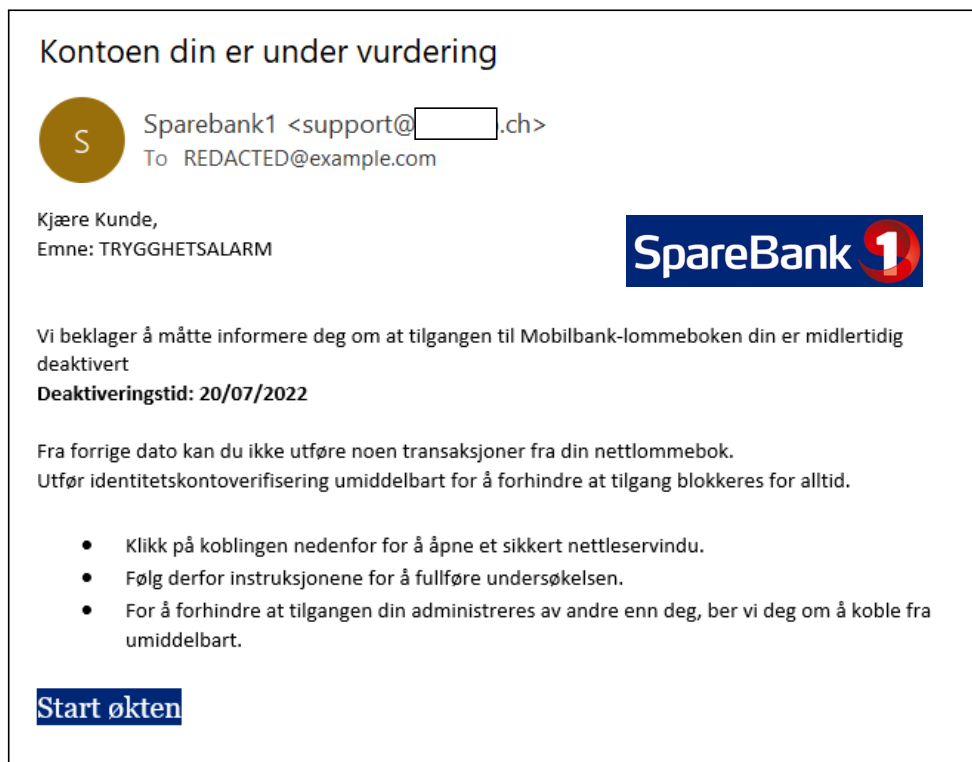 Kontoen din er under vurdering
S
Sparebank1 <support@ .ch>
To REDACTED@example.com
Kjære Kunde,
Emne: TRYGGHETSALARM
SpareBank 1
Vi beklager å måtte informere deg om at tilgangen til Mobilbank-lommeboken din er midlertidig
deaktivert
Deaktiveringstid: 20/07/2022
Fra forrige dato kan du ikke utføre noen transaksjoner fra din nettlommebok.
Utfør identitetskontoverifisering umiddelbart for å forhindre at tilgang blokkeres for alltid.
• Klikk på koblingen nedenfor for å åpne et sikkert nettleservindu.
• Følg derfor instruksjonene for å fullføre undersøkelsen.
• For å forhindre at tilgangen din administreres av andre enn deg, ber vi deg om å koble fra
umiddelbart.
Start økten